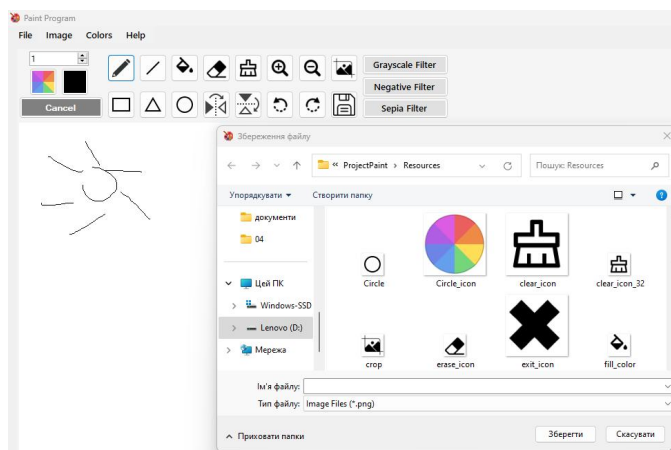 Paint Program
File Image Colors Help
1
Grayscale Filter
Negative Filter
Cancel
Sepia Filter
Збереження файлу
« ProjectPaint › Resources
Пошук: Resources
Упорядкувати
Створити папку
документи
04
Цей ПК
Windows-SSD
Lenovo (D:)
Мережа
Circle
Circle_icon
clear_icon
clear_icon_32
crop
erase_icon
exit_icon
fill_color
Ім'я файлу:
Тип файлу: Image Files (*.png)
Приховати папки
Зберегти
Скасувати